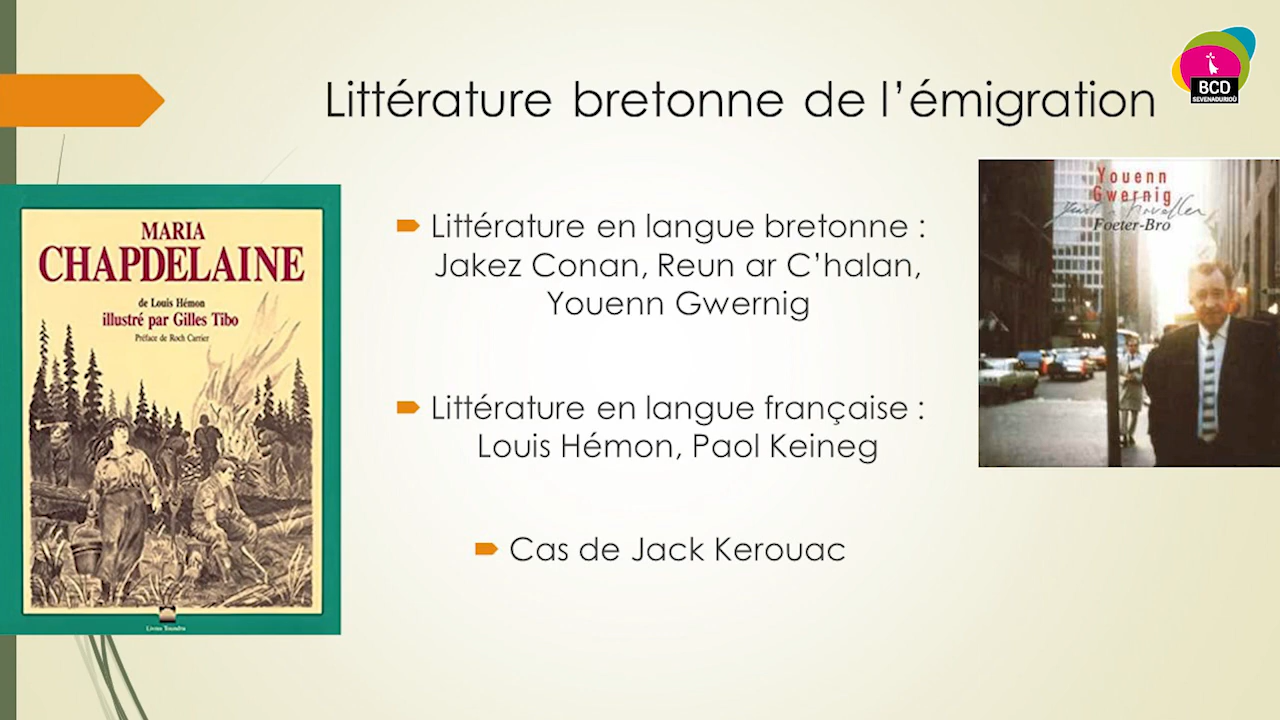 Littérature bretonne de l’émigration
BCD
SEVENADURIOÙ
MARIA
CHAPDELAINE
de Louis Hémon
illustré par Gilles Tibo
Préface de Roch Carrier
Livres Toundra
Littérature en langue bretonne :
Jakez Conan, Reun ar C’halan,
Youenn Gwernig
Littérature en langue française :
Louis Hémon, Paol Keineg
Cas de Jack Kerouac
Youenn
Gwernig
Foeter-Bro